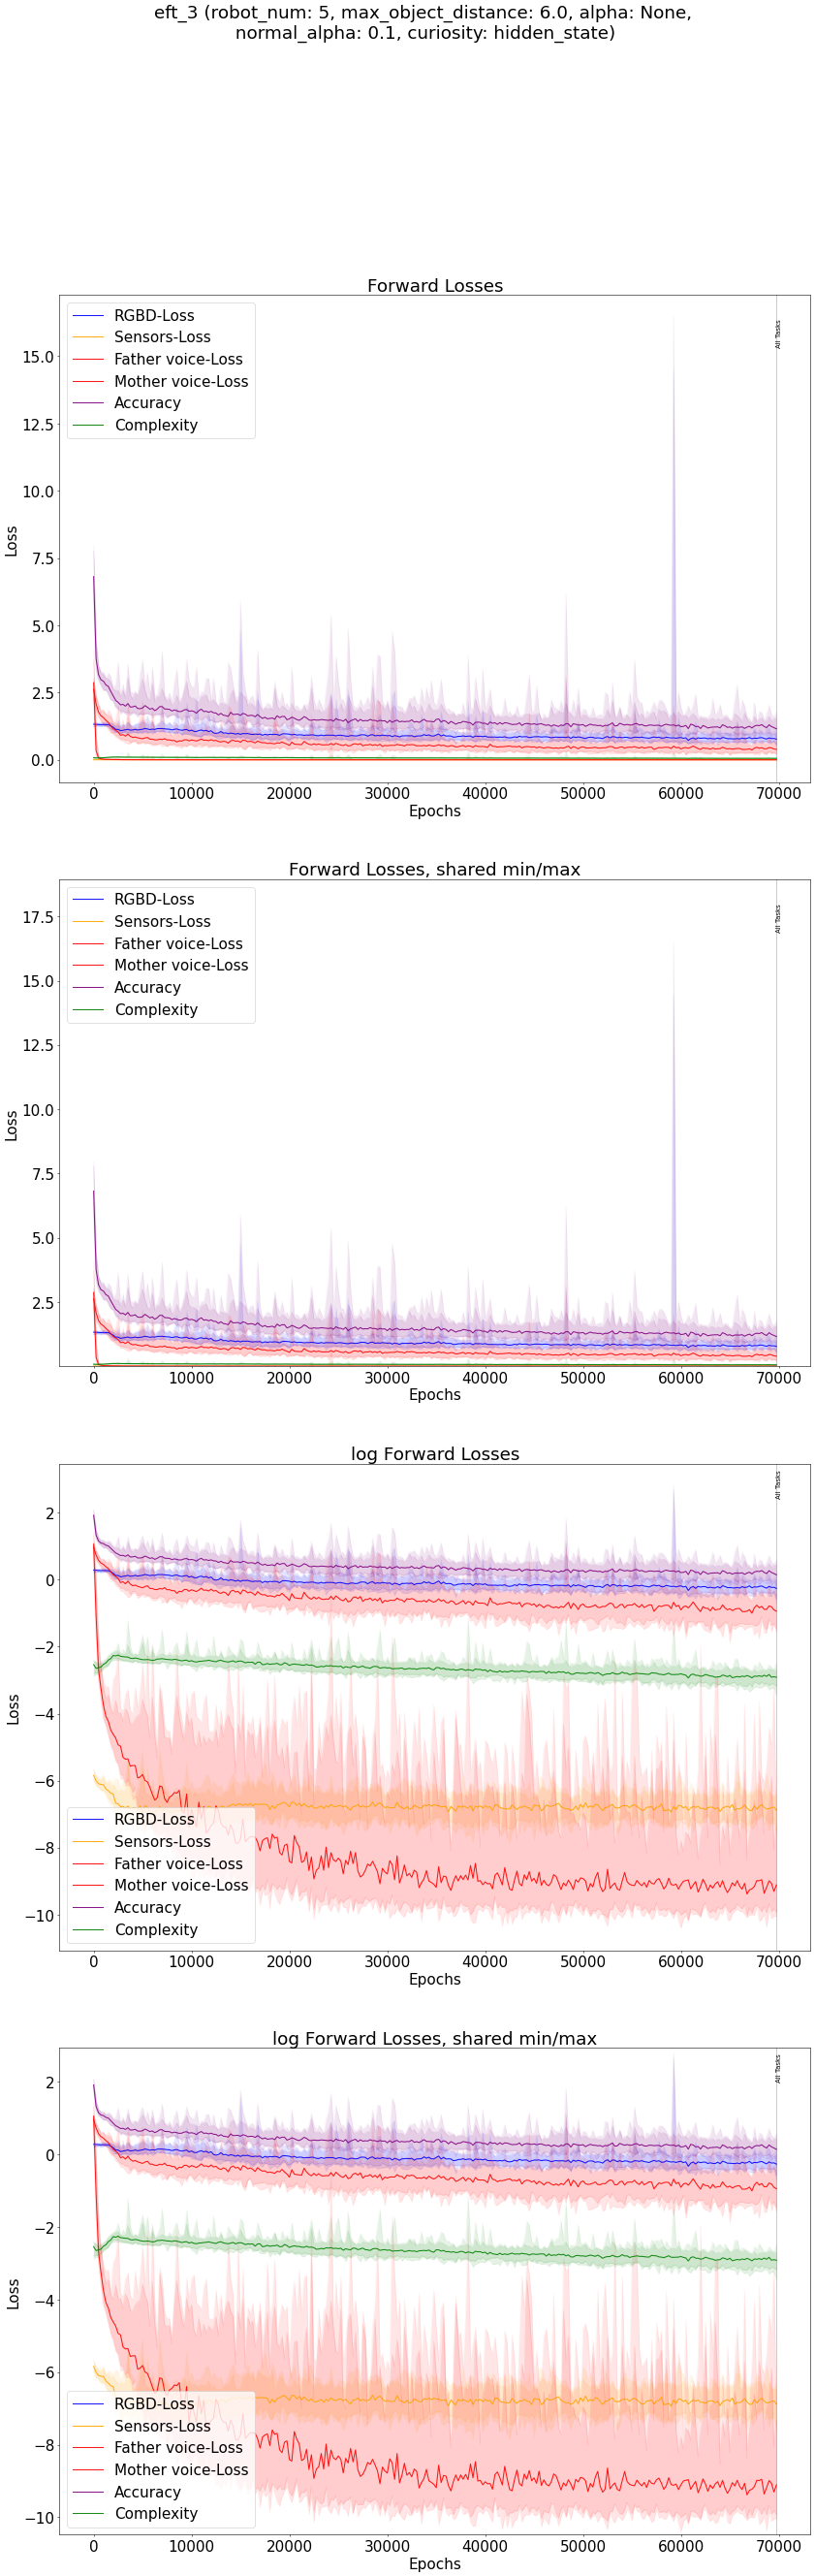 eft_3 (robot_num: 5, max_object_distance: 6.0, alpha: None,
normal_alpha: 0.1, curiosity: hidden_state)
Forward Losses
RGBD-Loss
Sensors-Loss
Father voice-Loss
Mother voice-Loss
Accuracy
Complexity
All Tasks
15.0
12.5
10.0
7.5
5.0
2.5
0.0
Loss
0 10000 20000 30000 40000 50000 60000 70000
Epochs
Forward Losses, shared min/max
RGBD-Loss
Sensors-Loss
Father voice-Loss
Mother voice-Loss
Accuracy
Complexity
All Tasks
17.5
15.0
12.5
10.0
7.5
5.0
2.5
Loss
0 10000 20000 30000 40000 50000 60000 70000
Epochs
log Forward Losses
All Tasks
2
0
−2
−4
−6
−8
−10
Loss
RGBD-Loss
Sensors-Loss
Father voice-Loss
Mother voice-Loss
Accuracy
Complexity
0 10000 20000 30000 40000 50000 60000 70000
Epochs
log Forward Losses, shared min/max
All Tasks
2
0
−2
−4
−6
−8
−10
Loss
RGBD-Loss
Sensors-Loss
Father voice-Loss
Mother voice-Loss
Accuracy
Complexity
0 10000 20000 30000 40000 50000 60000 70000
Epochs